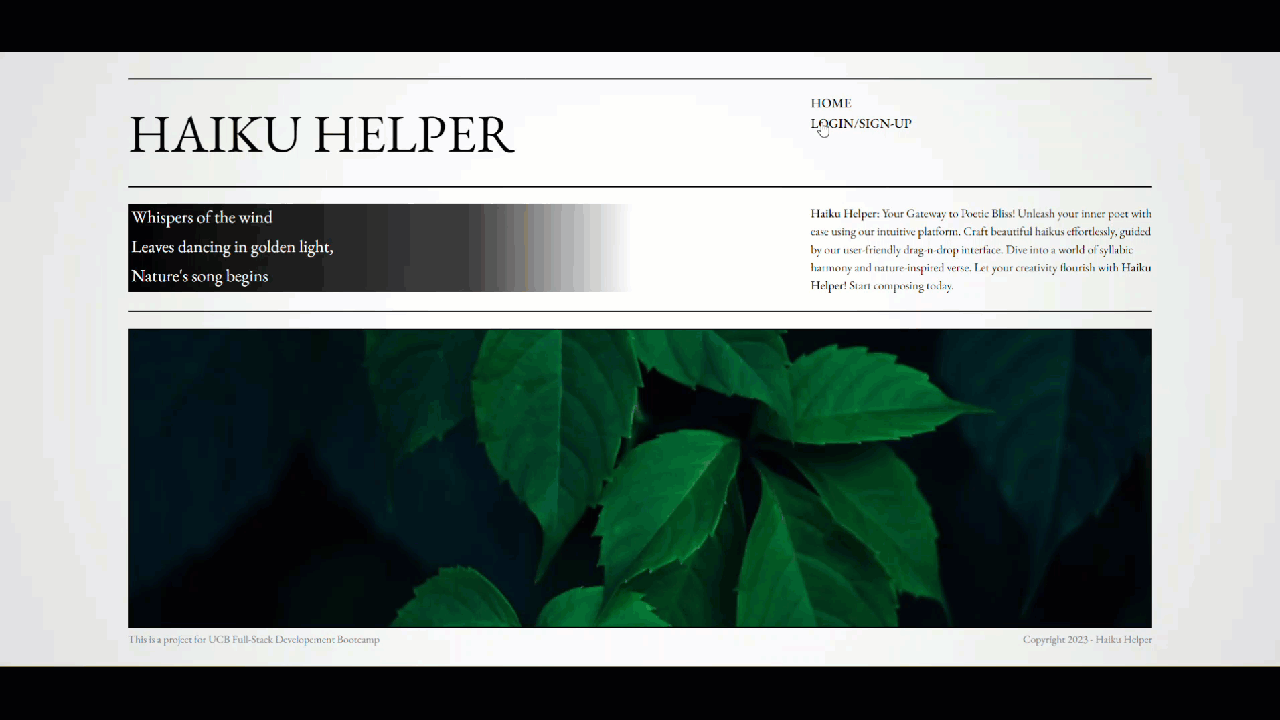 HAIKU HELPER
HOME
LOGIN/SIGN-UP
Whispers of the wind
Leaves dancing in golden light,
Nature's song begins
Haiku Helper: Your Gateway to Poetic Bliss! Unleash your inner poet with
ease using our intuitive platform. Craft beautiful haikus effortlessly, guided
by our user-friendly drag-n-drop interface. Dive into a world of syllabic
harmony and nature-inspired verse. Let your creativity flourish with Haiku
Helper! Start composing today.
This is a project for UCB Full-Stack Developement Bootcamp
Copyright 2023 - Haiku Helper